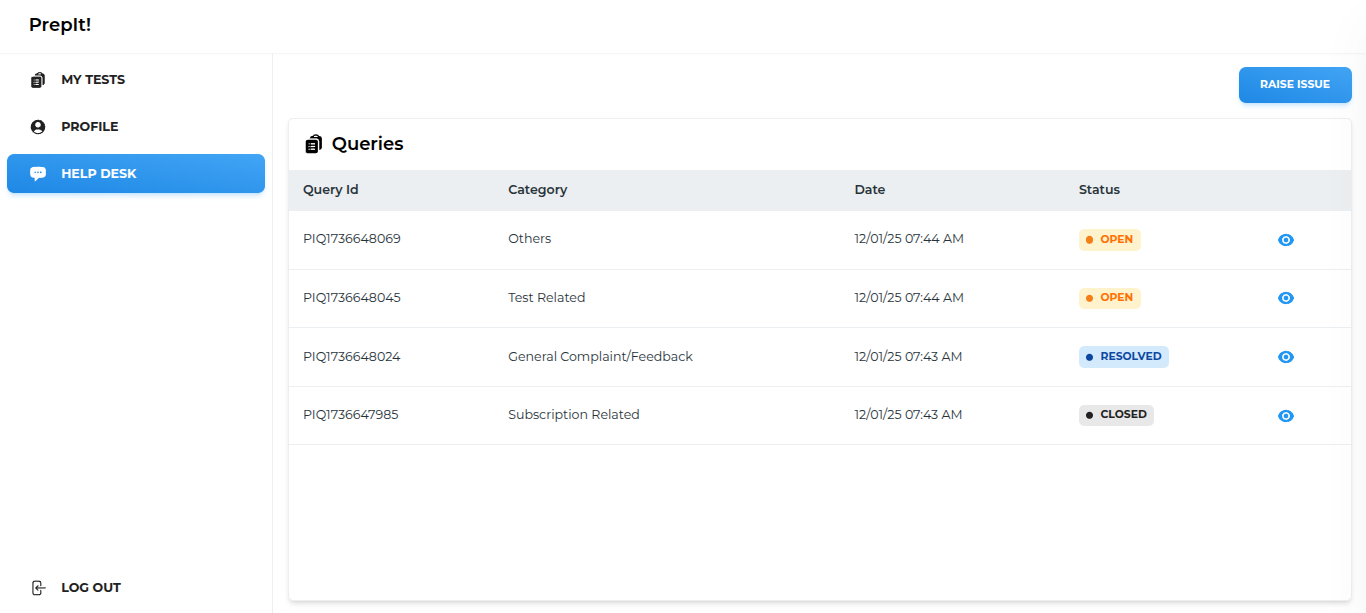 PrepIt!
MY TESTS
PROFILE
HELP DESK
LOG OUT
RAISE ISSUE
Queries
Query Id Category Date Status
PIQ1736648069 Others 12/01/25 07:44 AM OPEN
PIQ1736648045 Test Related 12/01/25 07:44 AM OPEN
PIQ1736648024 General Complaint/Feedback 12/01/25 07:43 AM RESOLVED
PIQ1736647985 Subscription Related 12/01/25 07:43 AM CLOSED